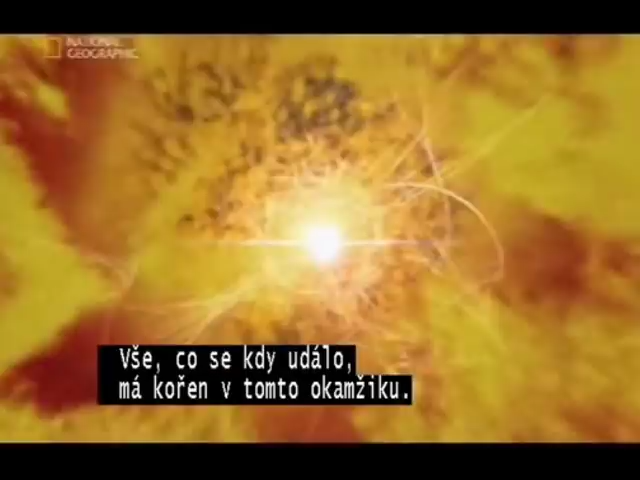 NATIONAL
GEOGRAPHIC
Vše, co se kdy událo,
má kořen v tomto okamžiku.